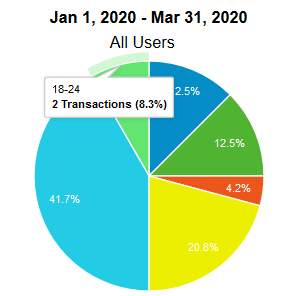 Jan 1, 2020 - Mar 31, 2020
All Users
18-24
2 Transactions (8.3%)
2.5%
12.5%
4.2%
20.8%
41.7%